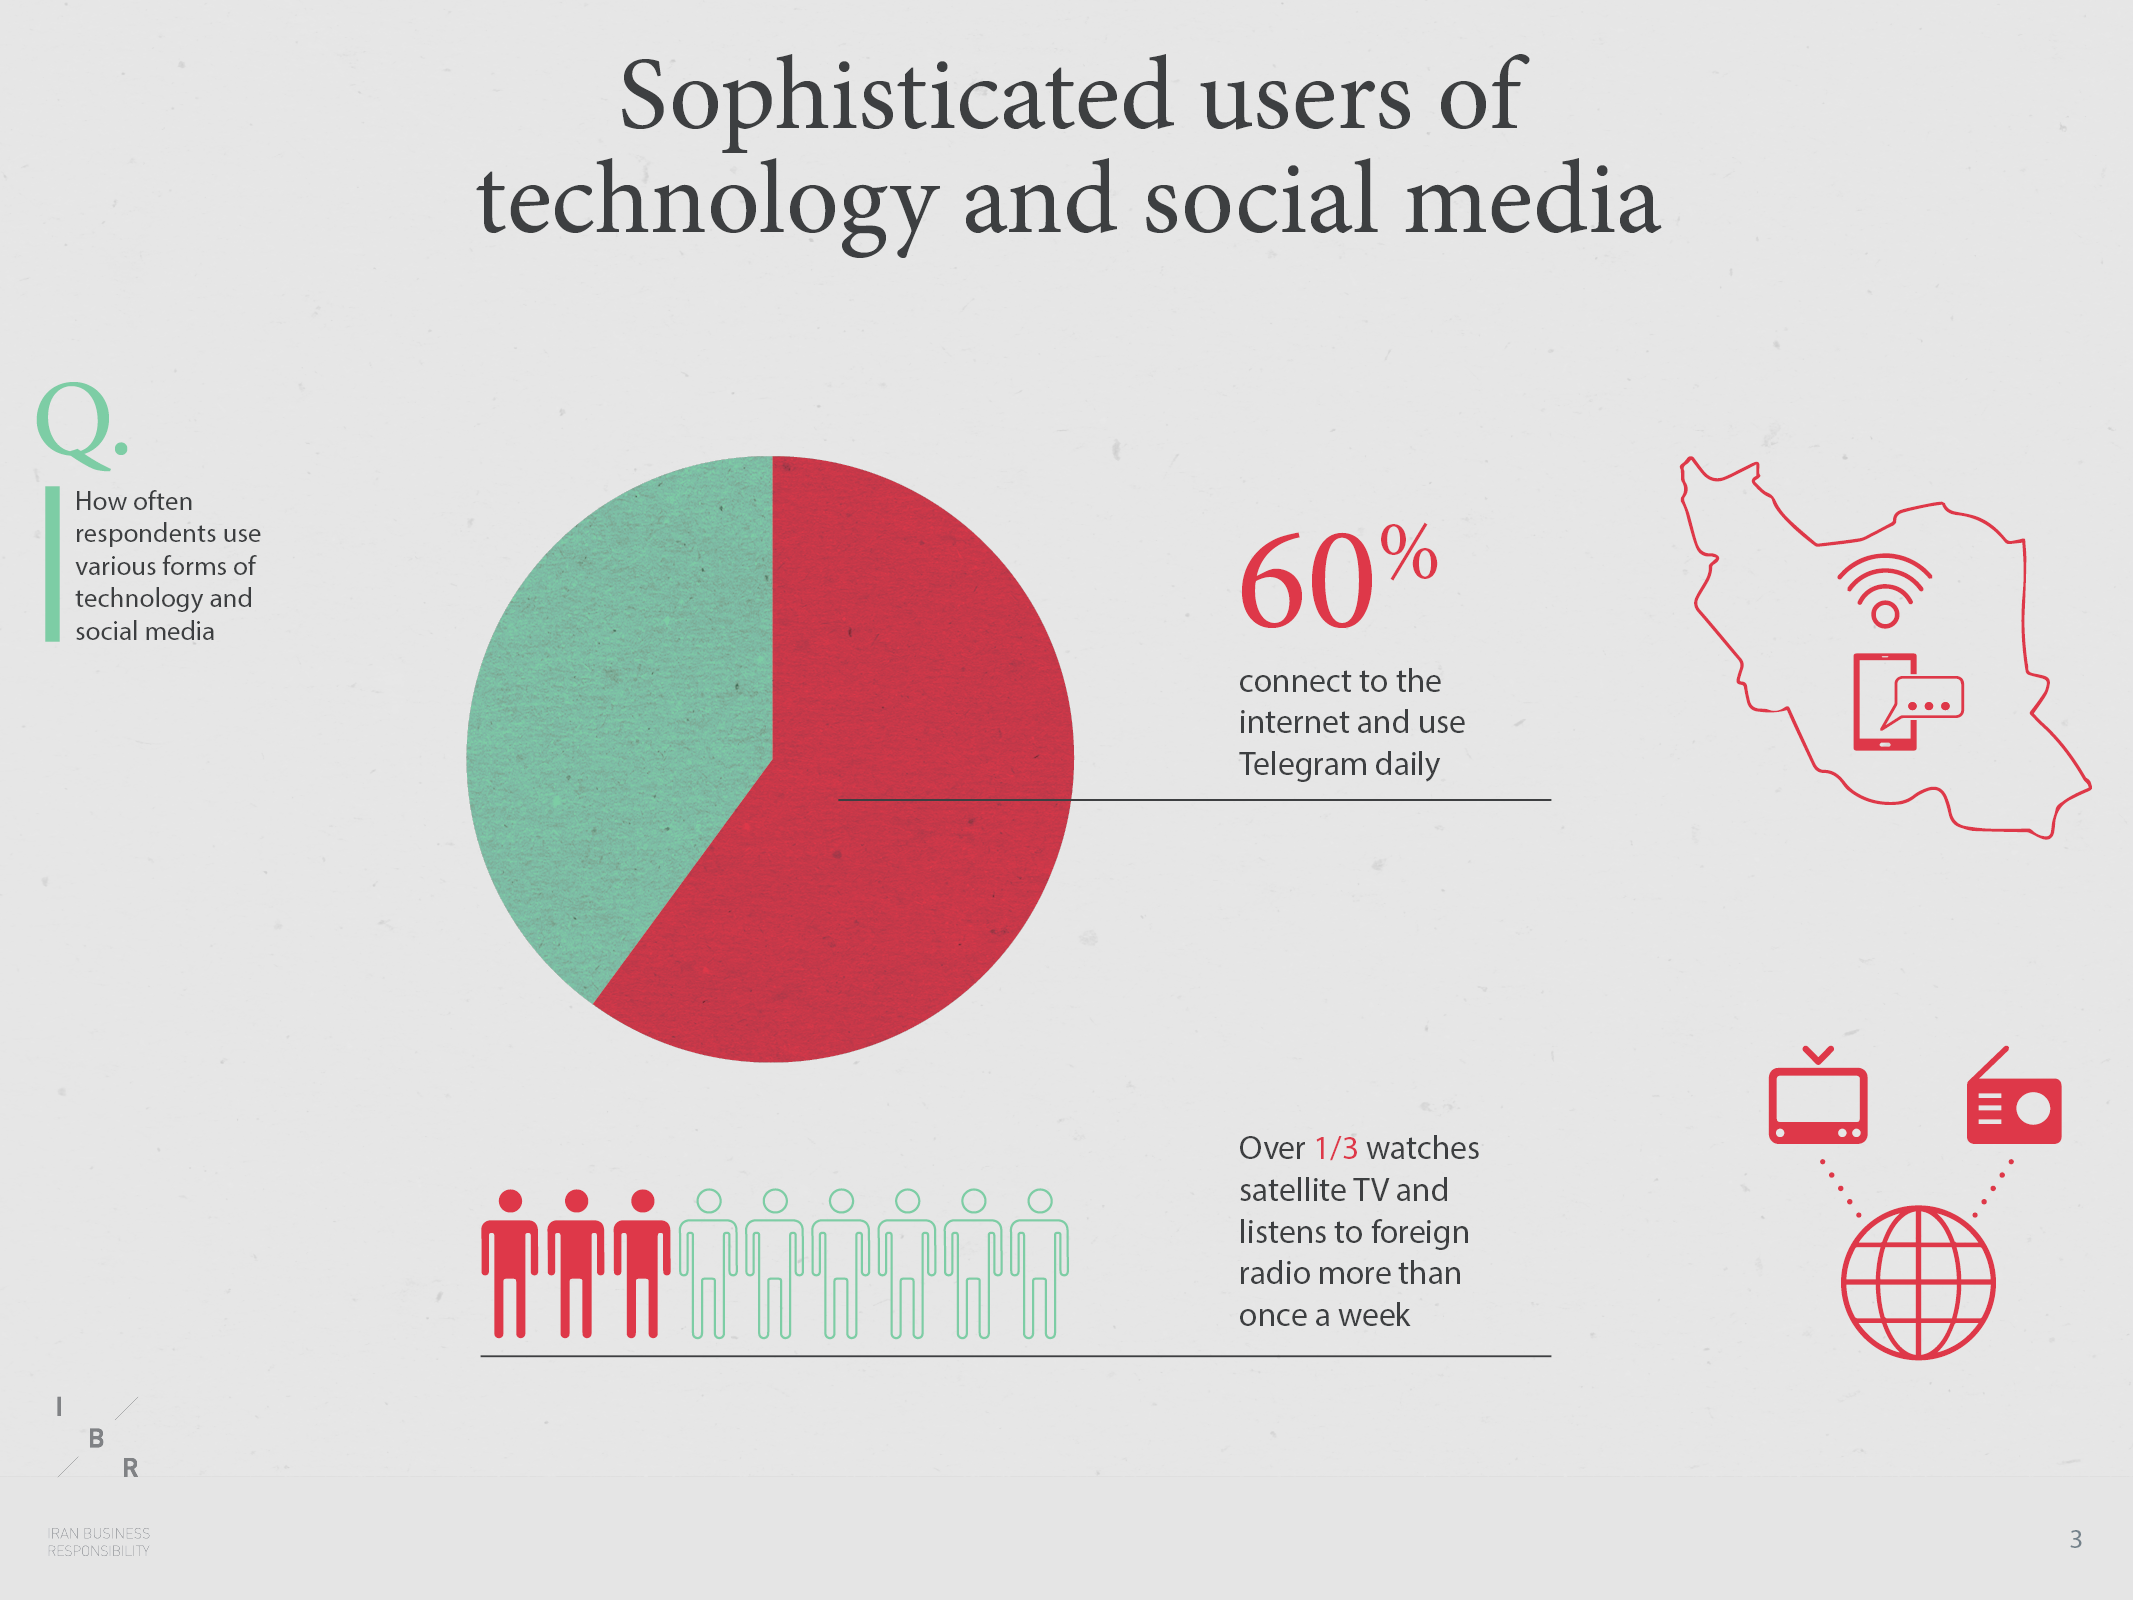 Sophisticated users of
technology and social media
Q.
How often
respondents use
various forms of
technology and
social media
60%
connect to the
internet and use
Telegram daily
Over 1/3 watches
satellite TV and
listens to foreign
radio more than
once a week
I
B
R
IRAN BUSINESS
RESPONSIBILITY
3